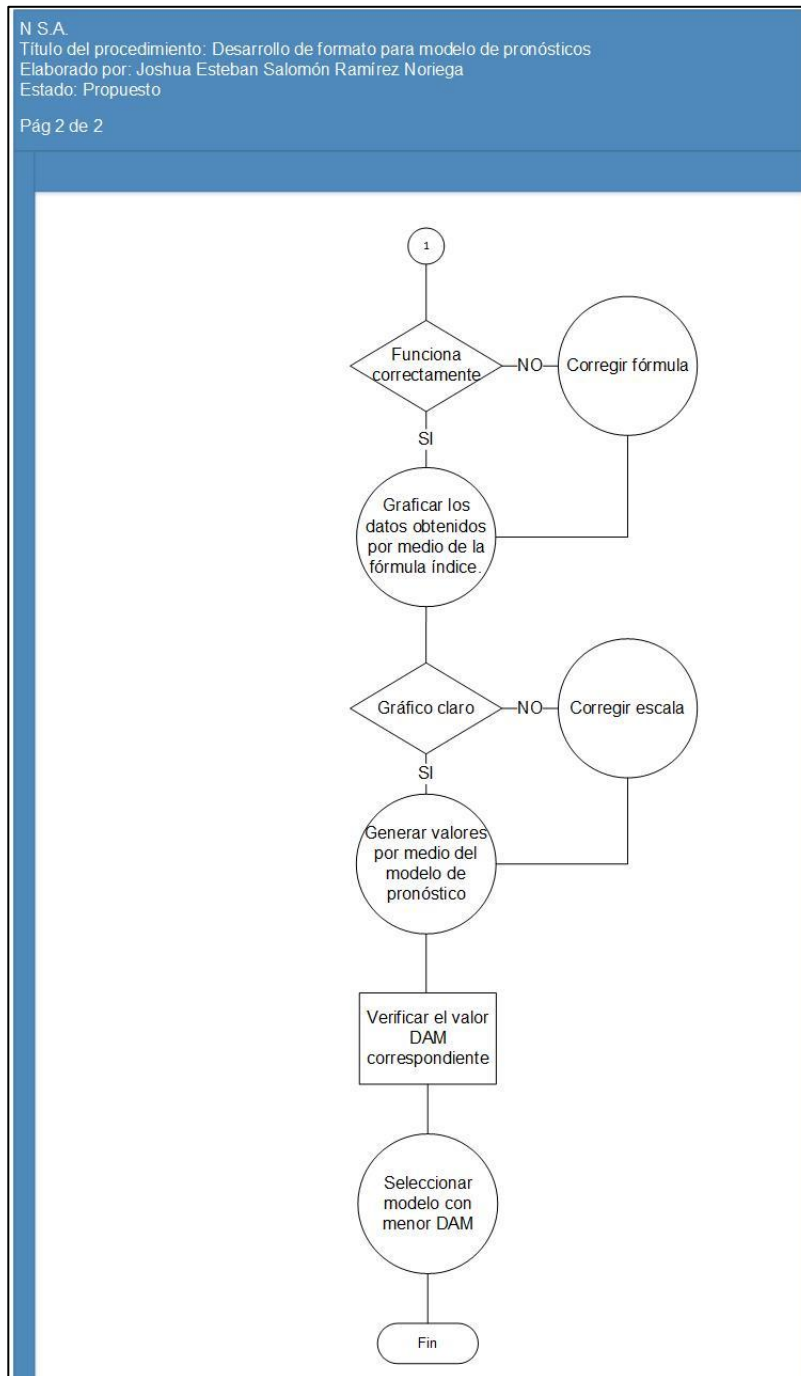 N S.A.
Título del procedimiento: Desarrollo de formato para modelo de pronósticos
Elaborado por: Joshua Esteban Salomón Ramírez Noriega
Estado: Propuesto
Pág 2 de 2
1
Funciona
correctamente
NO
Corregir fórmula
SI
Graficar los
datos obtenidos
por medio de la
fórmula índice.
Gráfico claro
NO
Corregir escala
SI
Generar valores
por medio del
modelo de
pronóstico
Verificar el valor
DAM
correspondiente
Seleccionar
modelo con
menor DAM
Fin